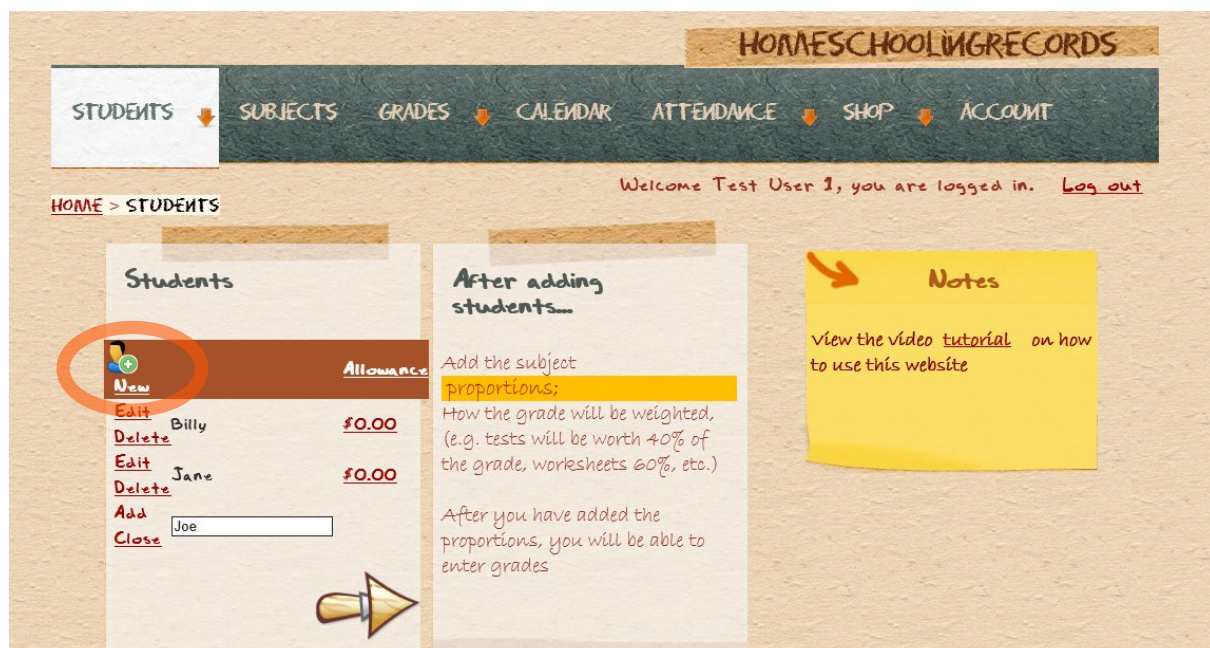 HOMESCHOOLINGRECORDS
STUDENTS SUBJECTS GRADES CALENDAR ATTENDANCE SHOP ACCOUNT
Welcome Test User 1, you are logged in. Log out
HOME > STUDENTS
Students
New Allowance
Edit
Delete Billy $0.00
Edit
Delete Jane $0.00
Add
Close Joe
After adding
students...
Add the subject
proportions;
How the grade will be weighted,
(e.g. tests will be worth 40% of
the grade, worksheets 60%, etc.)
After you have added the
proportions, you will be able to
enter grades
Notes
View the video tutorial on how
to use this website